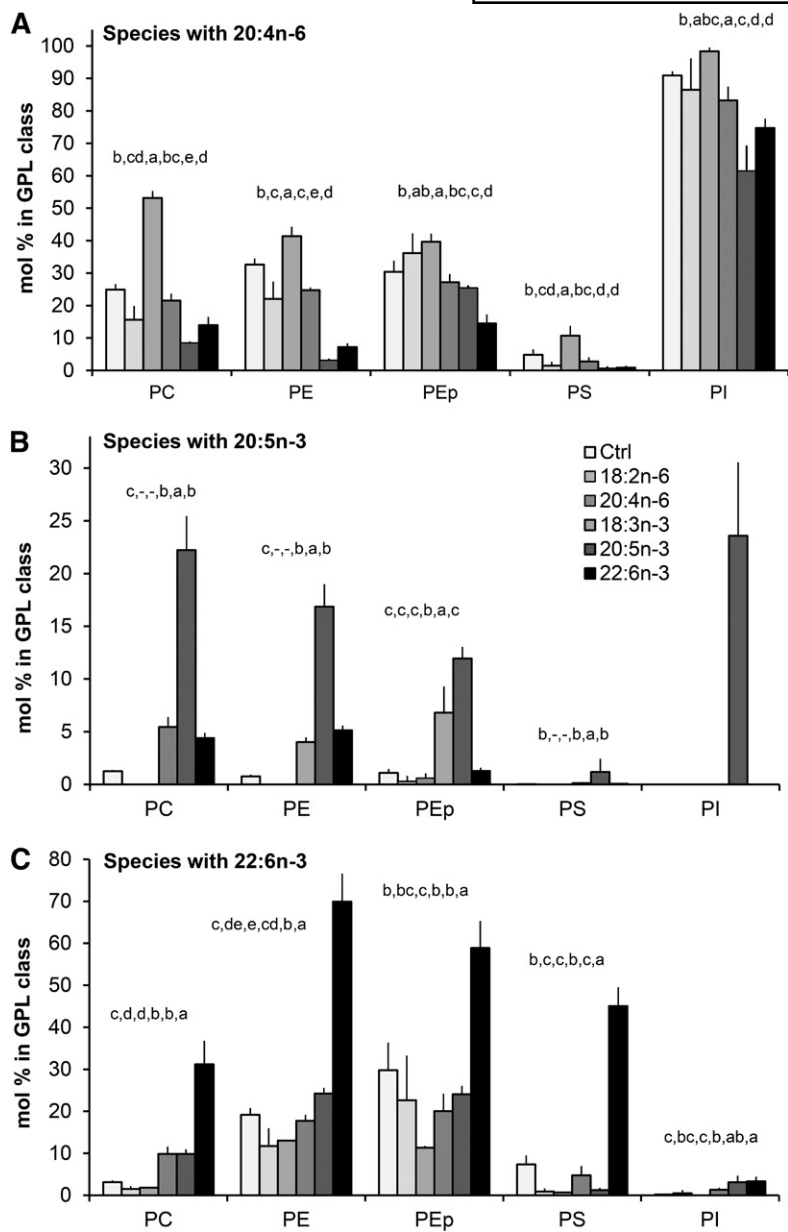 A
Species with 20:4n-6
b,abc,a,c,d,d
mol % in GPL class
100
90
80
70
60
50
40
30
20
10
0
b,cd,a,bc,e,d
b,c,a,c,e,d
b,ab,a,bc,c,d
b,cd,a,bc,d,d
PC
PE
PEp
PS
PI
B
Species with 20:5n-3
mol % in GPL class
30
25
20
15
10
5
0
c,-,-,b,a,b
c,-,-,b,a,b
c,c,c,b,a,c
b,-,-,b,a,b
Ctrl
18:2n-6
20:4n-6
18:3n-3
20:5n-3
22:6n-3
PC
PE
PEp
PS
PI
C
Species with 22:6n-3
mol % in GPL class
80
70
60
50
40
30
20
10
0
c,d,d,b,b,a
c,de,e,cd,b,a
b,bc,c,b,b,a
b,c,c,b,c,a
c,bc,c,b,ab,a
PC
PE
PEp
PS
PI